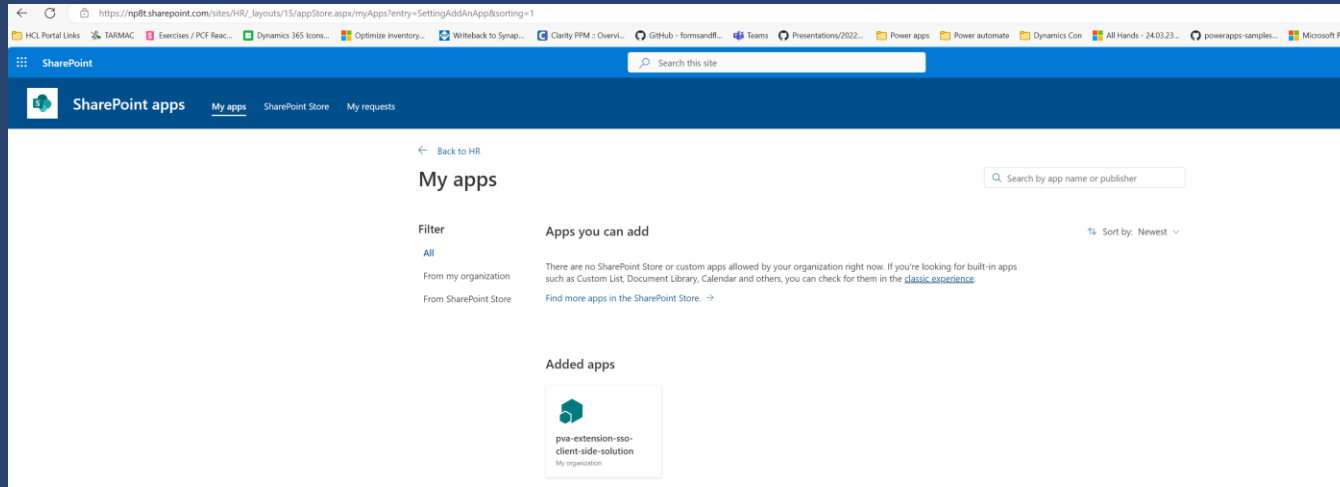 https://np8t.sharepoint.com/sites/HR/_layouts/15/appStore.aspx/myApps?entry=SettingAddAnApp&sorting=1
HCL Portal Links TARMAC Exercises / PCF Reac... Dynamics 365 Icons... Optimize inventory... Writeback to Synap... Clarity PPM :: Overvi... GitHub - formsandfl... Teams Presentations/2022... Power apps Power automate Dynamics Con All Hands - 24.03.23... powerapps-samples... Microsoft P
SharePoint
Search this site
SharePoint apps My apps SharePoint Store My requests
Back to HR
My apps
Search by app name or publisher
Filter
All
From my organization
From SharePoint Store
Apps you can add
Sort by: Newest
There are no SharePoint Store or custom apps allowed by your organization right now. If you're looking for built-in apps
such as Custom List, Document Library, Calendar and others, you can check for them in the classic experience.
Find more apps in the SharePoint Store.
Added apps
pva-extension-sso-
client-side-solution
My organization